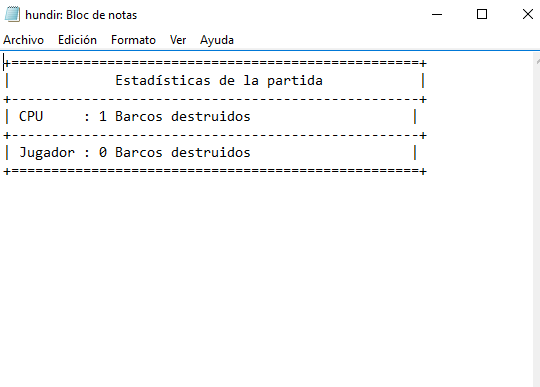 hundir: Bloc de notas
Archivo Edición Formato Ver Ayuda
+===================================================+
|             Estadísticas de la partida            |
+---------------------------------------------------+
| CPU     : 1 Barcos destruidos                    |
+---------------------------------------------------+
| Jugador : 0 Barcos destruidos                    |
+===================================================+